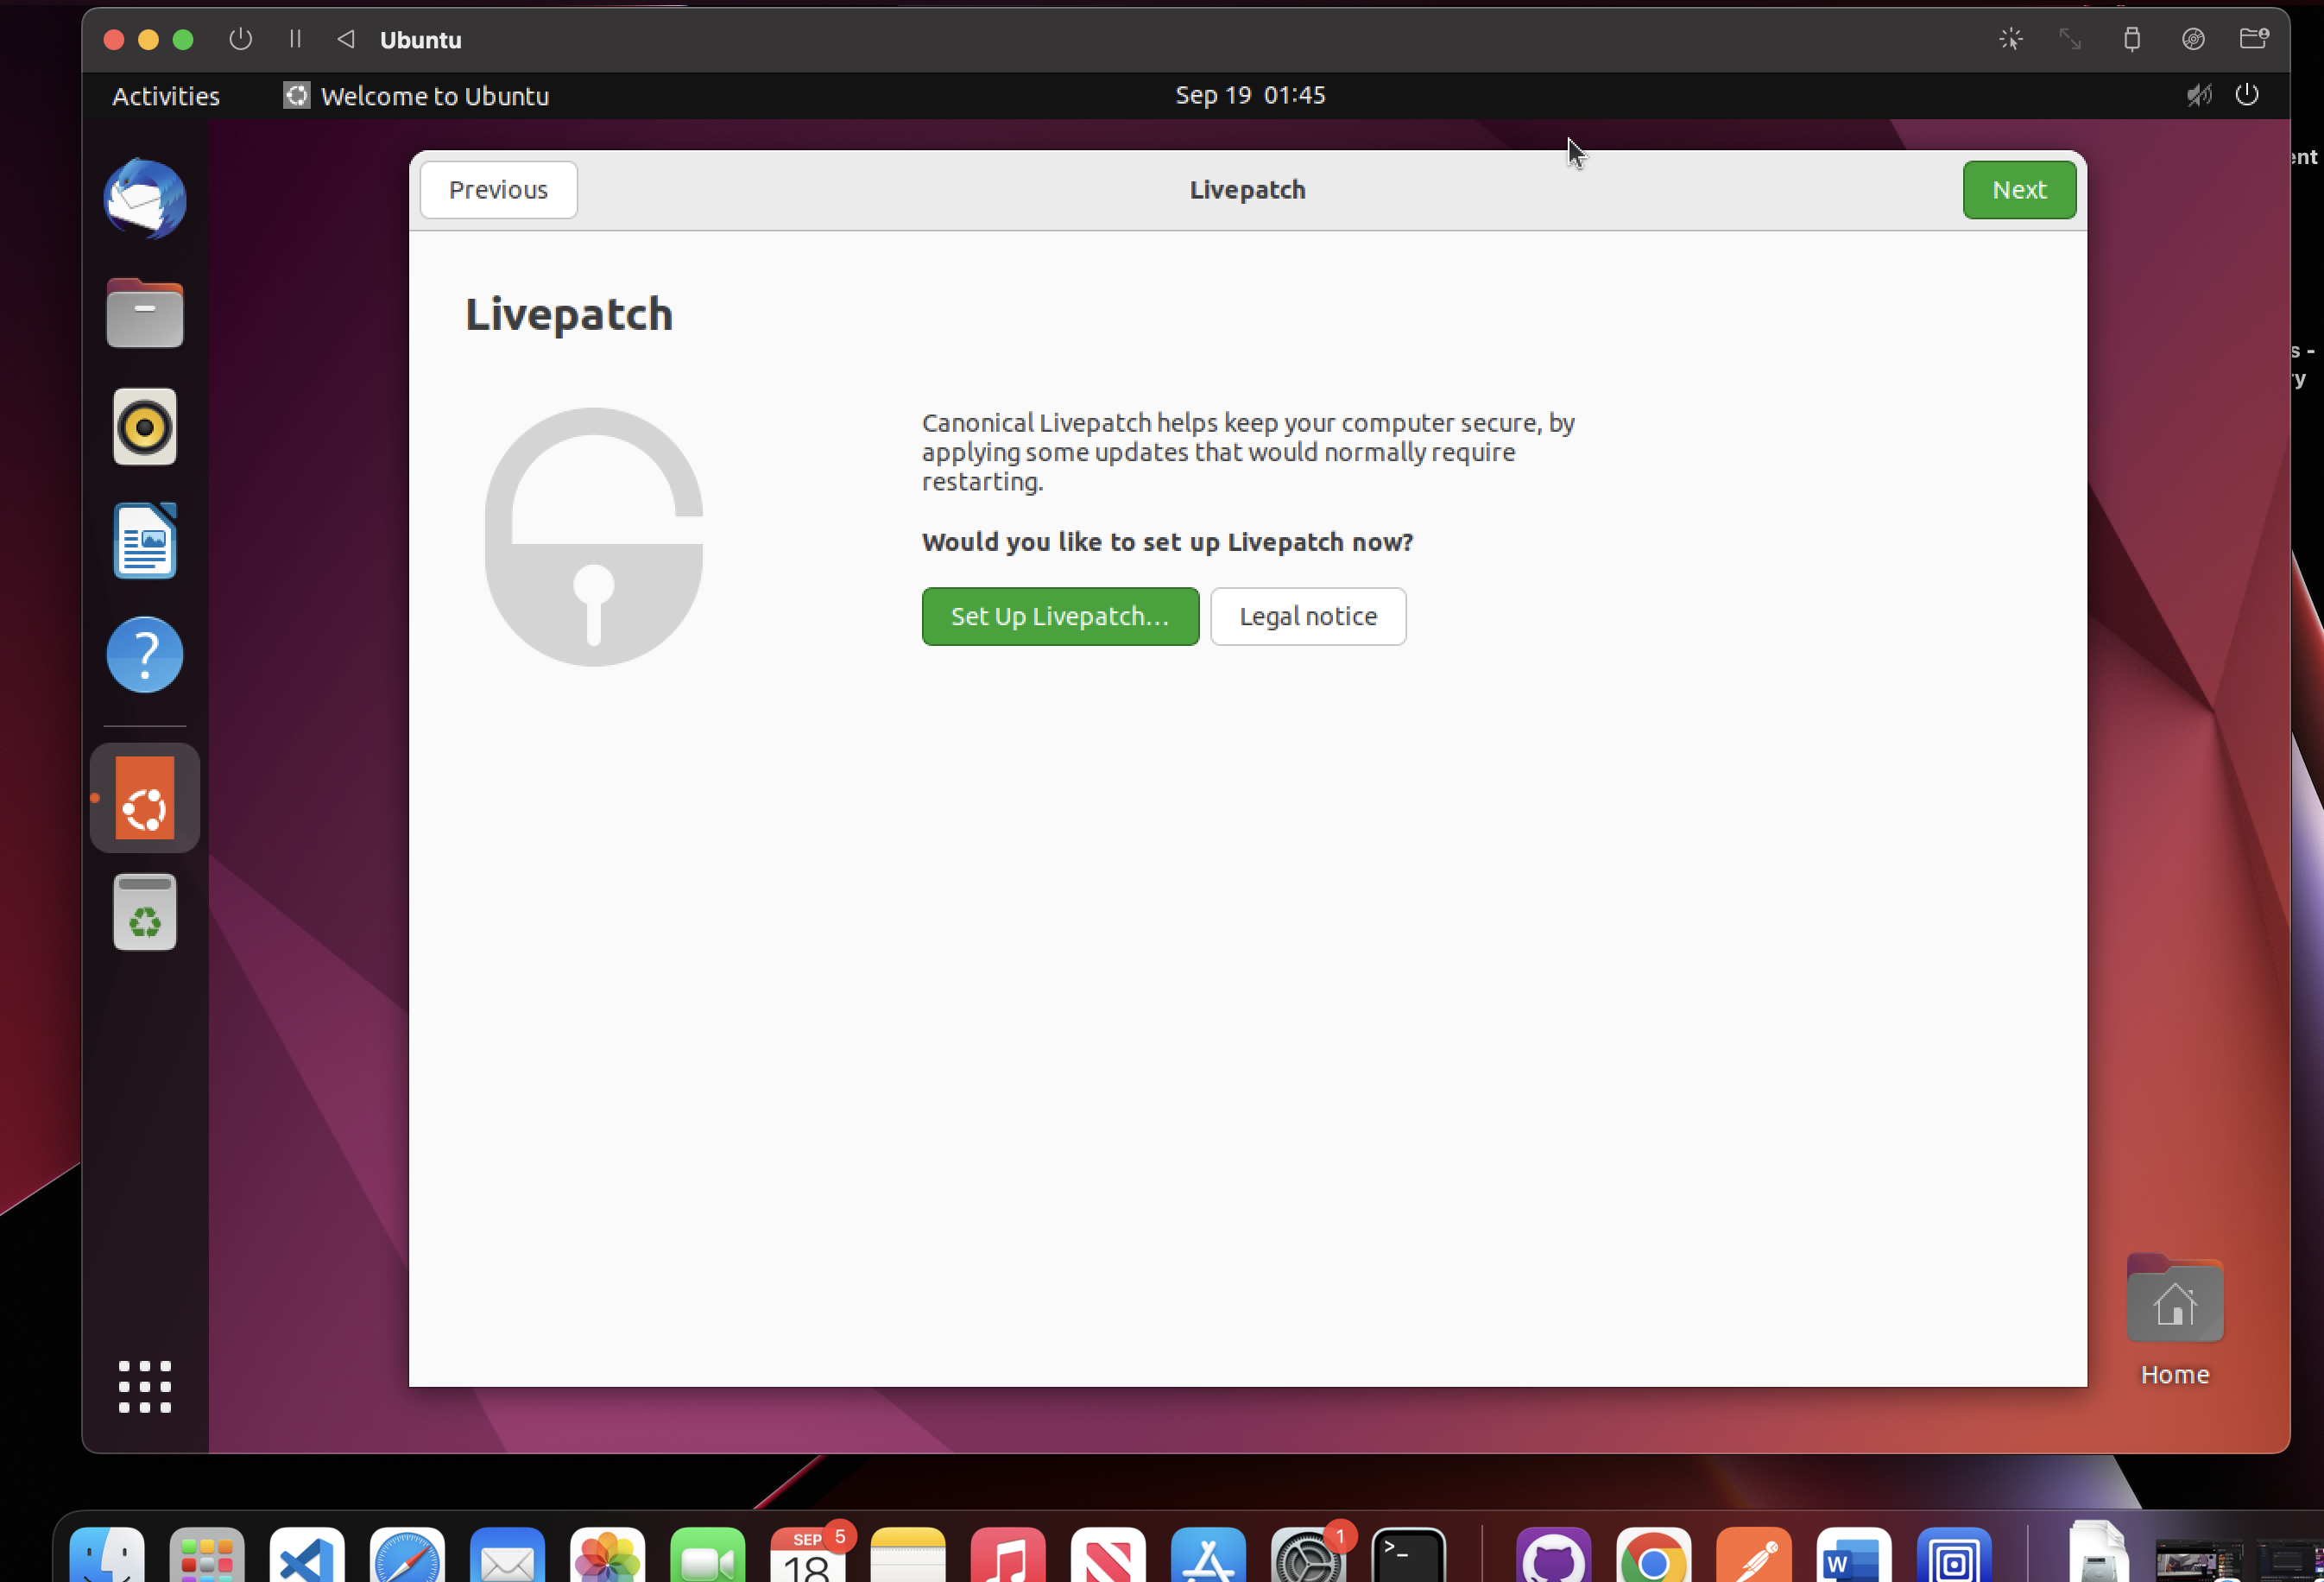 Ubuntu
Activities
Welcome to Ubuntu
Sep 19 01:45
ent
s -
ry
Previous
Livepatch
Next
Livepatch
Canonical Livepatch helps keep your computer secure, by
applying some updates that would normally require
restarting.
Would you like to set up Livepatch now?
Set Up Livepatch...
Legal notice
?
Home
SEP
18
5
1
>_
W